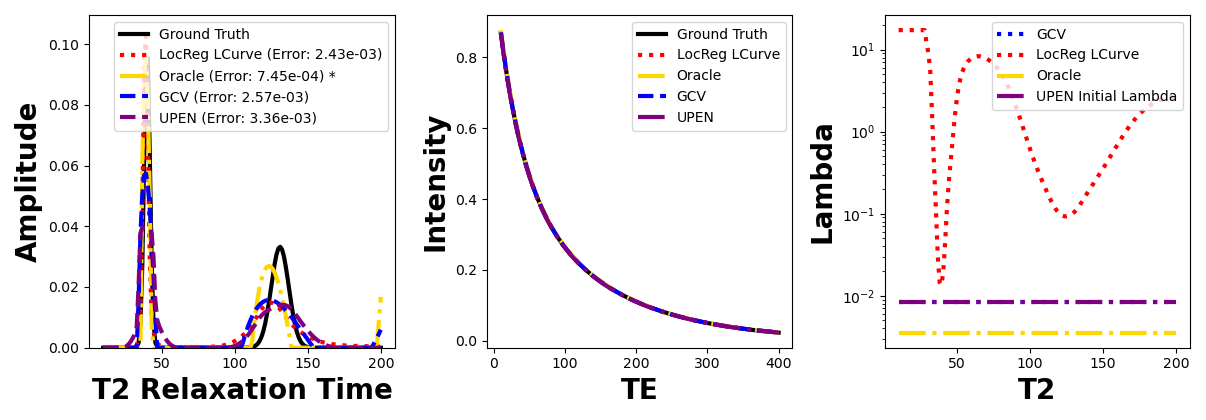 Amplitude
0.10
0.08
0.06
0.04
0.02
0.00
Ground Truth
LocReg LCurve (Error: 2.43e-03)
Oracle (Error: 7.45e-04) *
GCV (Error: 2.57e-03)
UPEN (Error: 3.36e-03)
50 100 150 200
T2 Relaxation Time
Intensity
0.8
0.6
0.4
0.2
0.0
Ground Truth
LocReg LCurve
Oracle
GCV
UPEN
0 100 200 300 400
TE
Lambda
10¹
10⁰
10⁻¹
10⁻²
GCV
LocReg LCurve
Oracle
UPEN Initial Lambda
50 100 150 200
T2